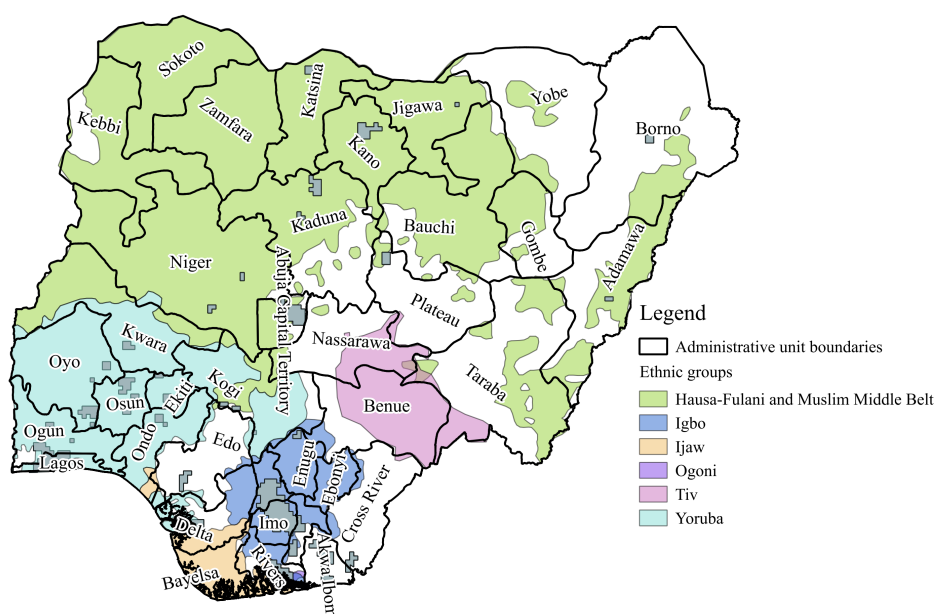 Sokoto
Kebbi
Zamfara
Katsina
Jigawa
Kano
Yobe
Borno
Kaduna
Bauchi
Gombe
Adamawa
Niger
Abuja Capital Territory
Plateau
Nassarawa
Taraba
Kwara
Oyo
Kogi
Benue
Osun
Ekiti
Ogun
Ondo
Edo
Lagos
Enugu
Ebonyi
Cross River
Imo
Delta
Bayelsa
Rivers
Akwa Ibom
Legend
Administrative unit boundaries
Ethnic groups
Hausa-Fulani and Muslim Middle Belt
Igbo
Ijaw
Ogoni
Tiv
Yoruba